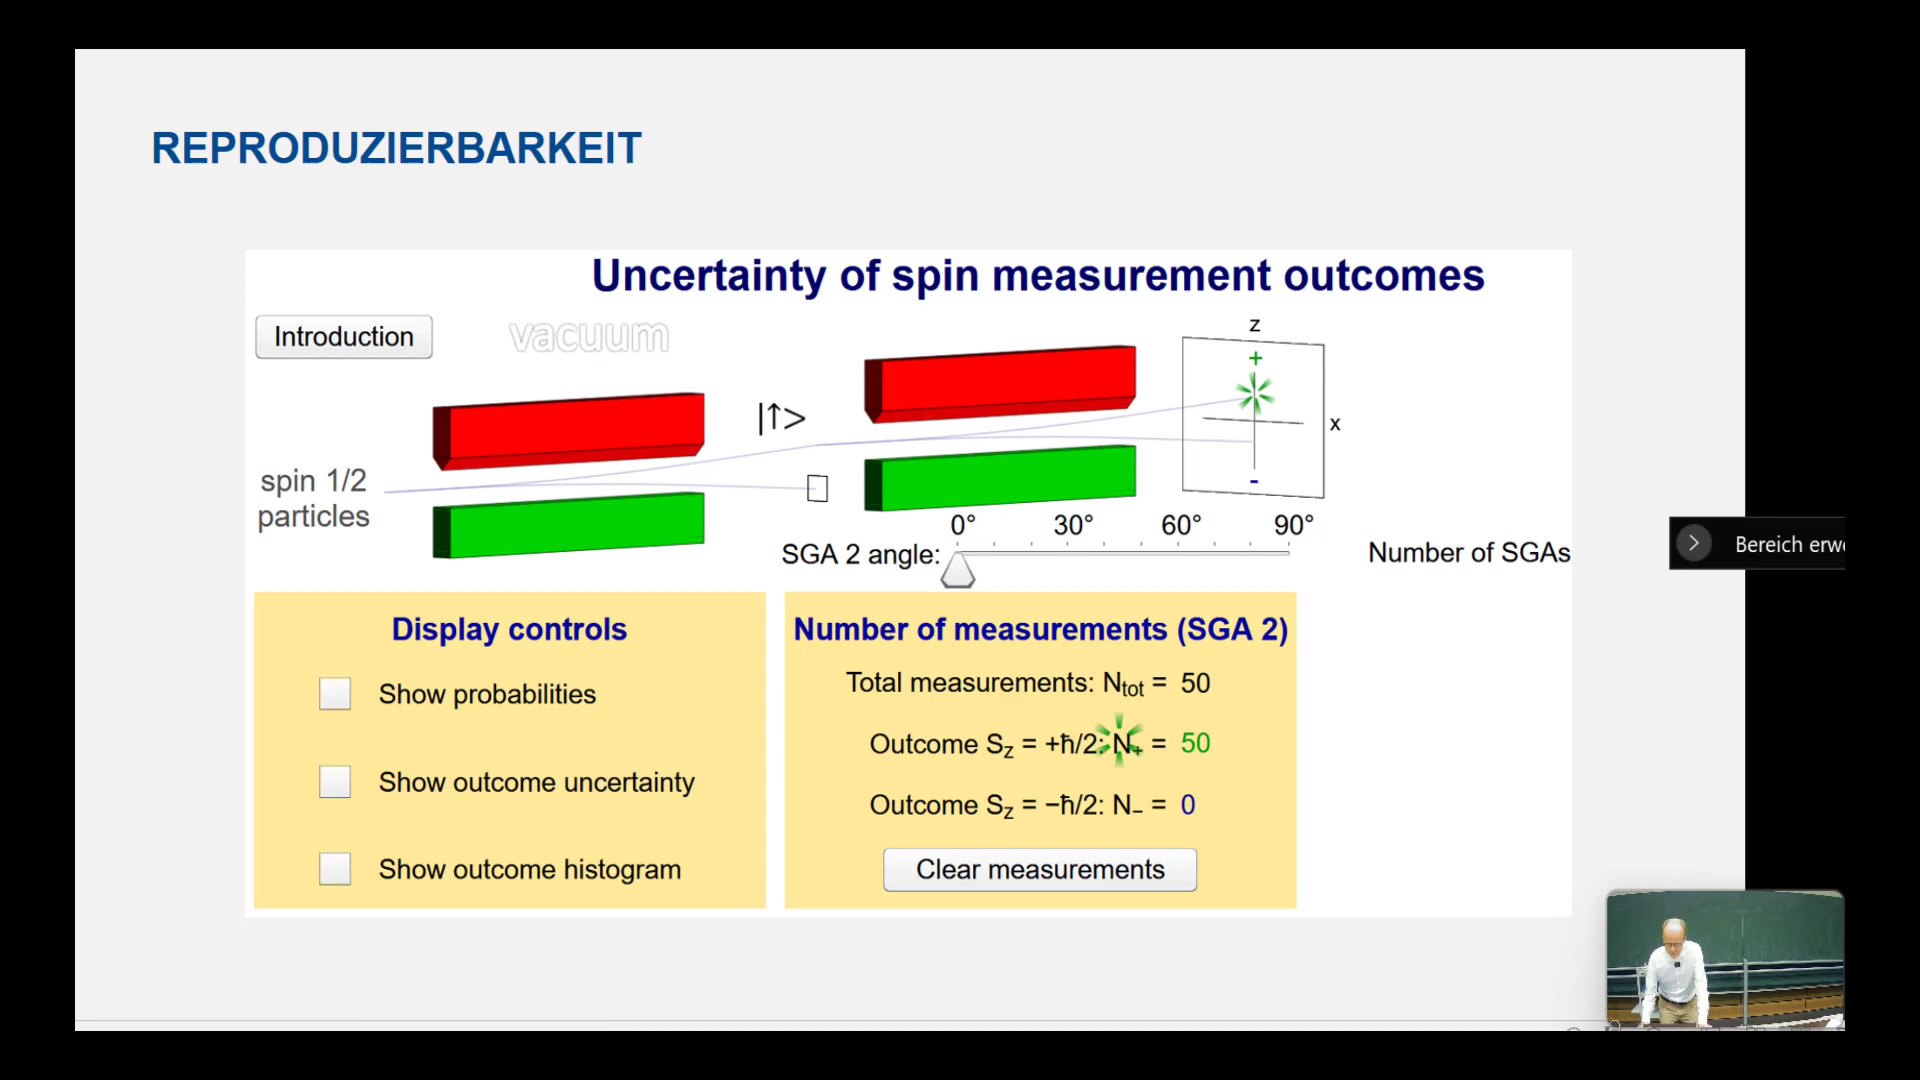 REPRODUZIERBARKEIT
Uncertainty of spin measurement outcomes
Introduction
vacuum
z
+
|↑>
x
spin 1/2
particles
-
0° 30° 60° 90°
SGA 2 angle:
Number of SGAs
Bereich erwe
Display controls
Show probabilities
Show outcome uncertainty
Show outcome histogram
Number of measurements (SGA 2)
Total measurements: Ntot = 50
Outcome Sz = +ħ/2: N+ = 50
Outcome Sz = −ħ/2: N− = 0
Clear measurements